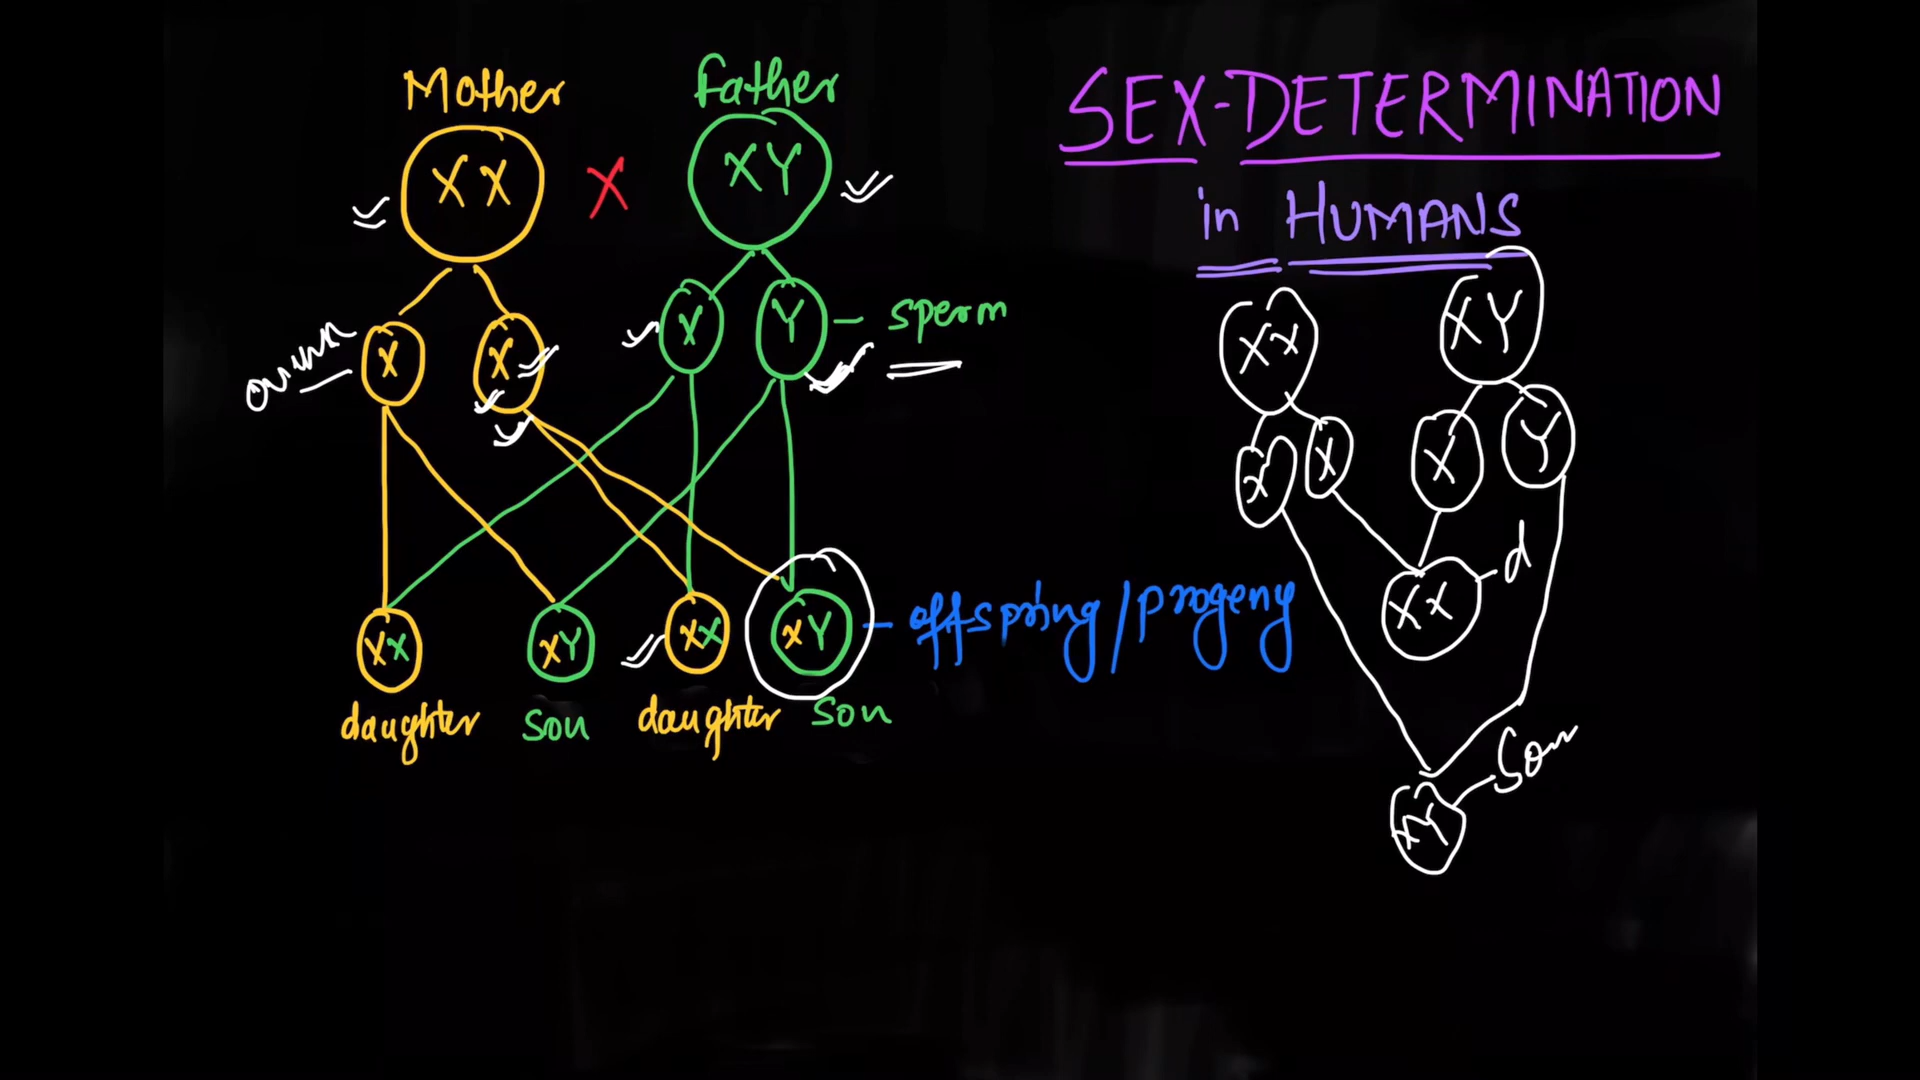 Mother
Father
SEX-DETERMINATION
in HUMANS
X X
X
X Y
ovum
X
X
X
Y
sperm
XX
daughter
XY
Son
XX
daughter
XY
Son
offspring/progeny
Xx
XY
x
X
X
Y
Xx
d
XY
Son